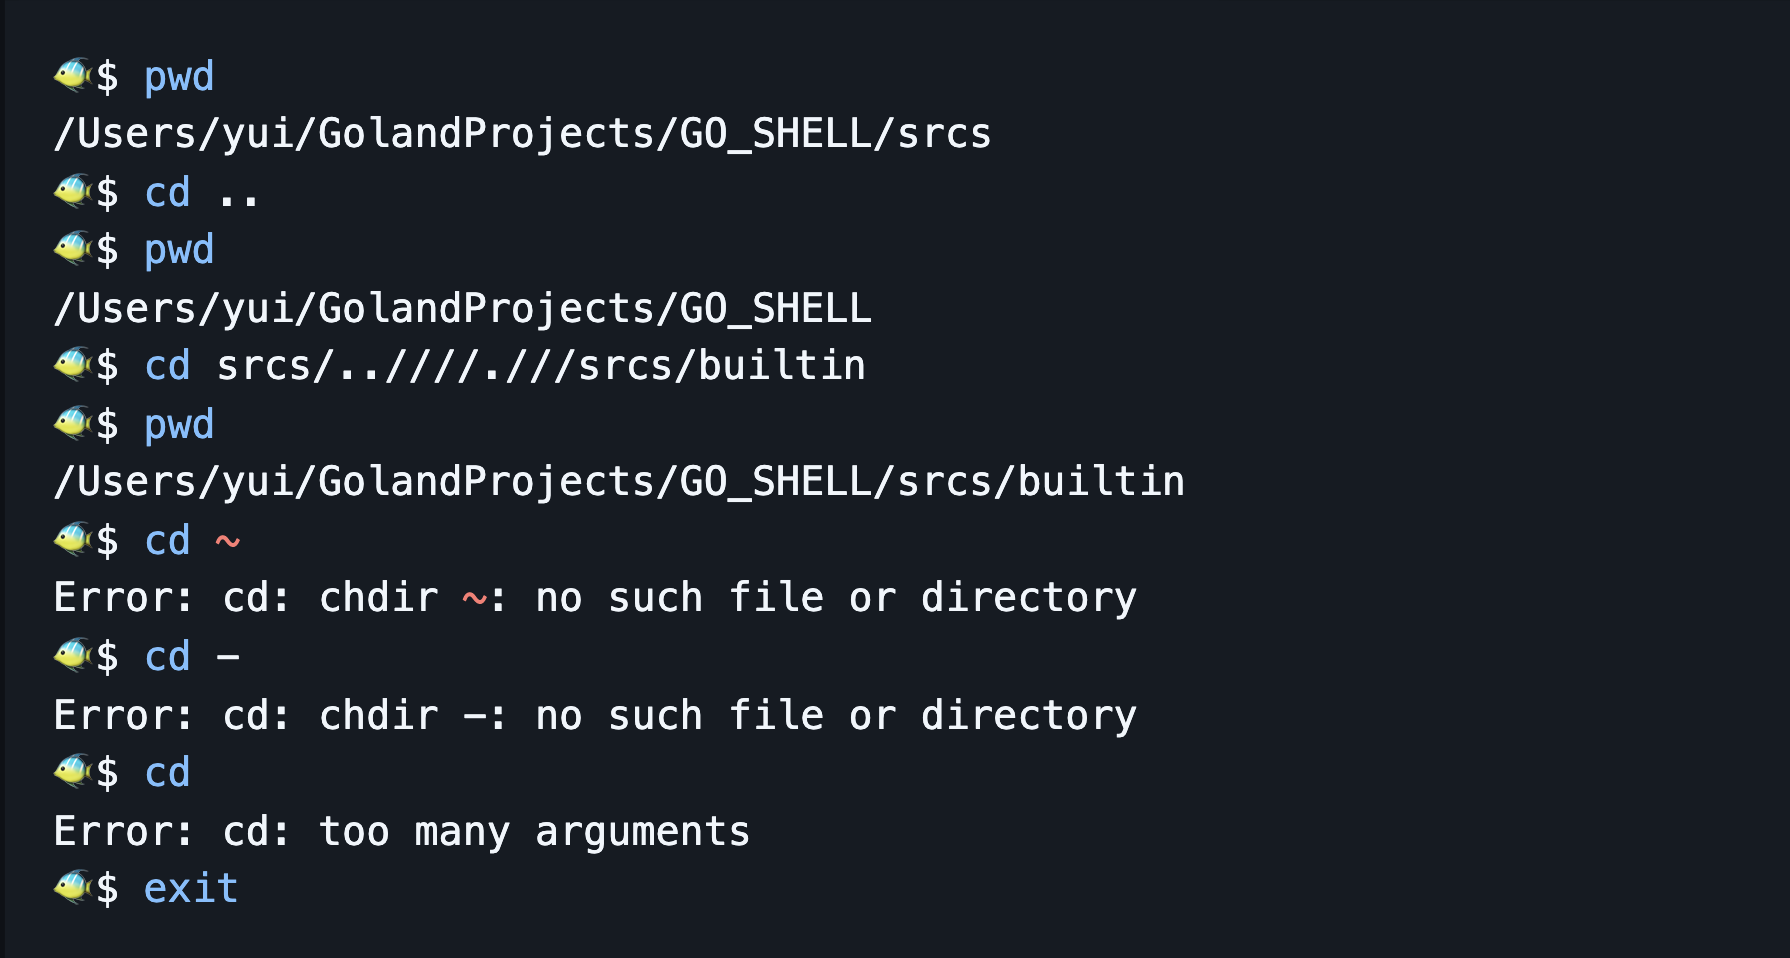 🐠$ pwd
/Users/yui/GolandProjects/GO_SHELL/srcs
🐠$ cd ..
🐠$ pwd
/Users/yui/GolandProjects/GO_SHELL
🐠$ cd srcs/..////.///srcs/builtin
🐠$ pwd
/Users/yui/GolandProjects/GO_SHELL/srcs/builtin
🐠$ cd ~
Error: cd: chdir ~: no such file or directory
🐠$ cd -
Error: cd: chdir -: no such file or directory
🐠$ cd
Error: cd: too many arguments
🐠$ exit